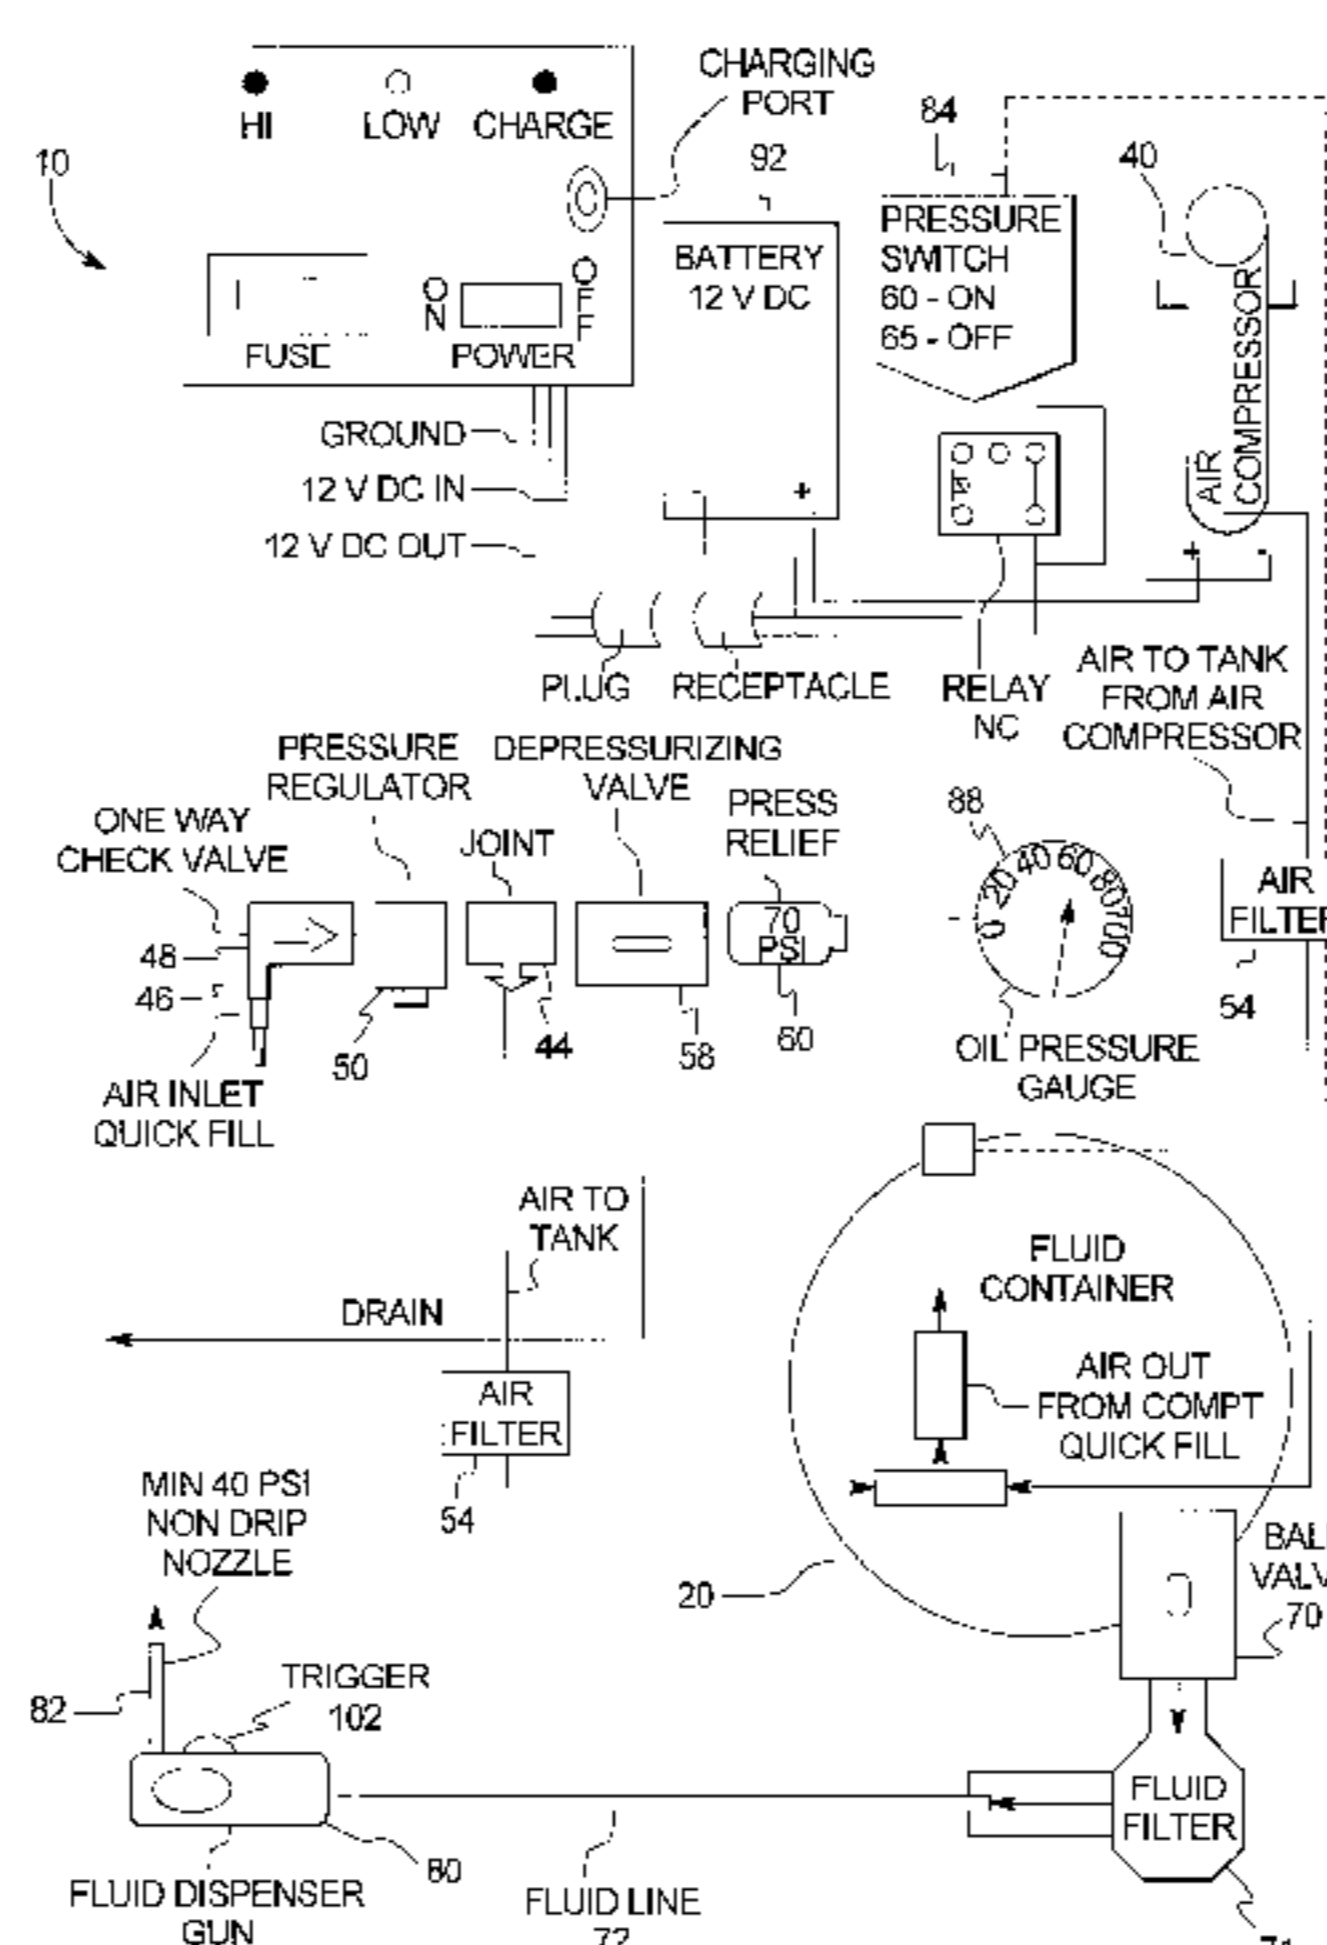 HI LOW CHARGE
CHARGING
PORT
10
92
84
40
BATTERY
12 V DC
PRESSURE
SWITCH
60 - ON
65 - OFF
AIR
COMPRESSOR
FUSE
ON
POWER
OFF
GROUND
12 V DC IN
12 V DC OUT
- +
+ -
PLUG
RECEPTACLE
RELAY
NC
AIR TO TANK
FROM AIR
COMPRESSOR
PRESSURE
REGULATOR
DEPRESSURIZING
VALVE
PRESS
RELIEF
ONE WAY
CHECK VALVE
JOINT
88
0 20 40 60 80 100
70
PSI
AIR
FILTER
48
46
50
44
58
60
54
OIL PRESSURE
GAUGE
AIR INLET
QUICK FILL
AIR TO
TANK
DRAIN
FLUID
CONTAINER
AIR
FILTER
54
AIR OUT
FROM COMPT
QUICK FILL
MIN 40 PSI
NON DRIP
NOZZLE
20
70
82
TRIGGER
102
FLUID
FILTER
80
FLUID DISPENSER
GUN
FLUID LINE
72